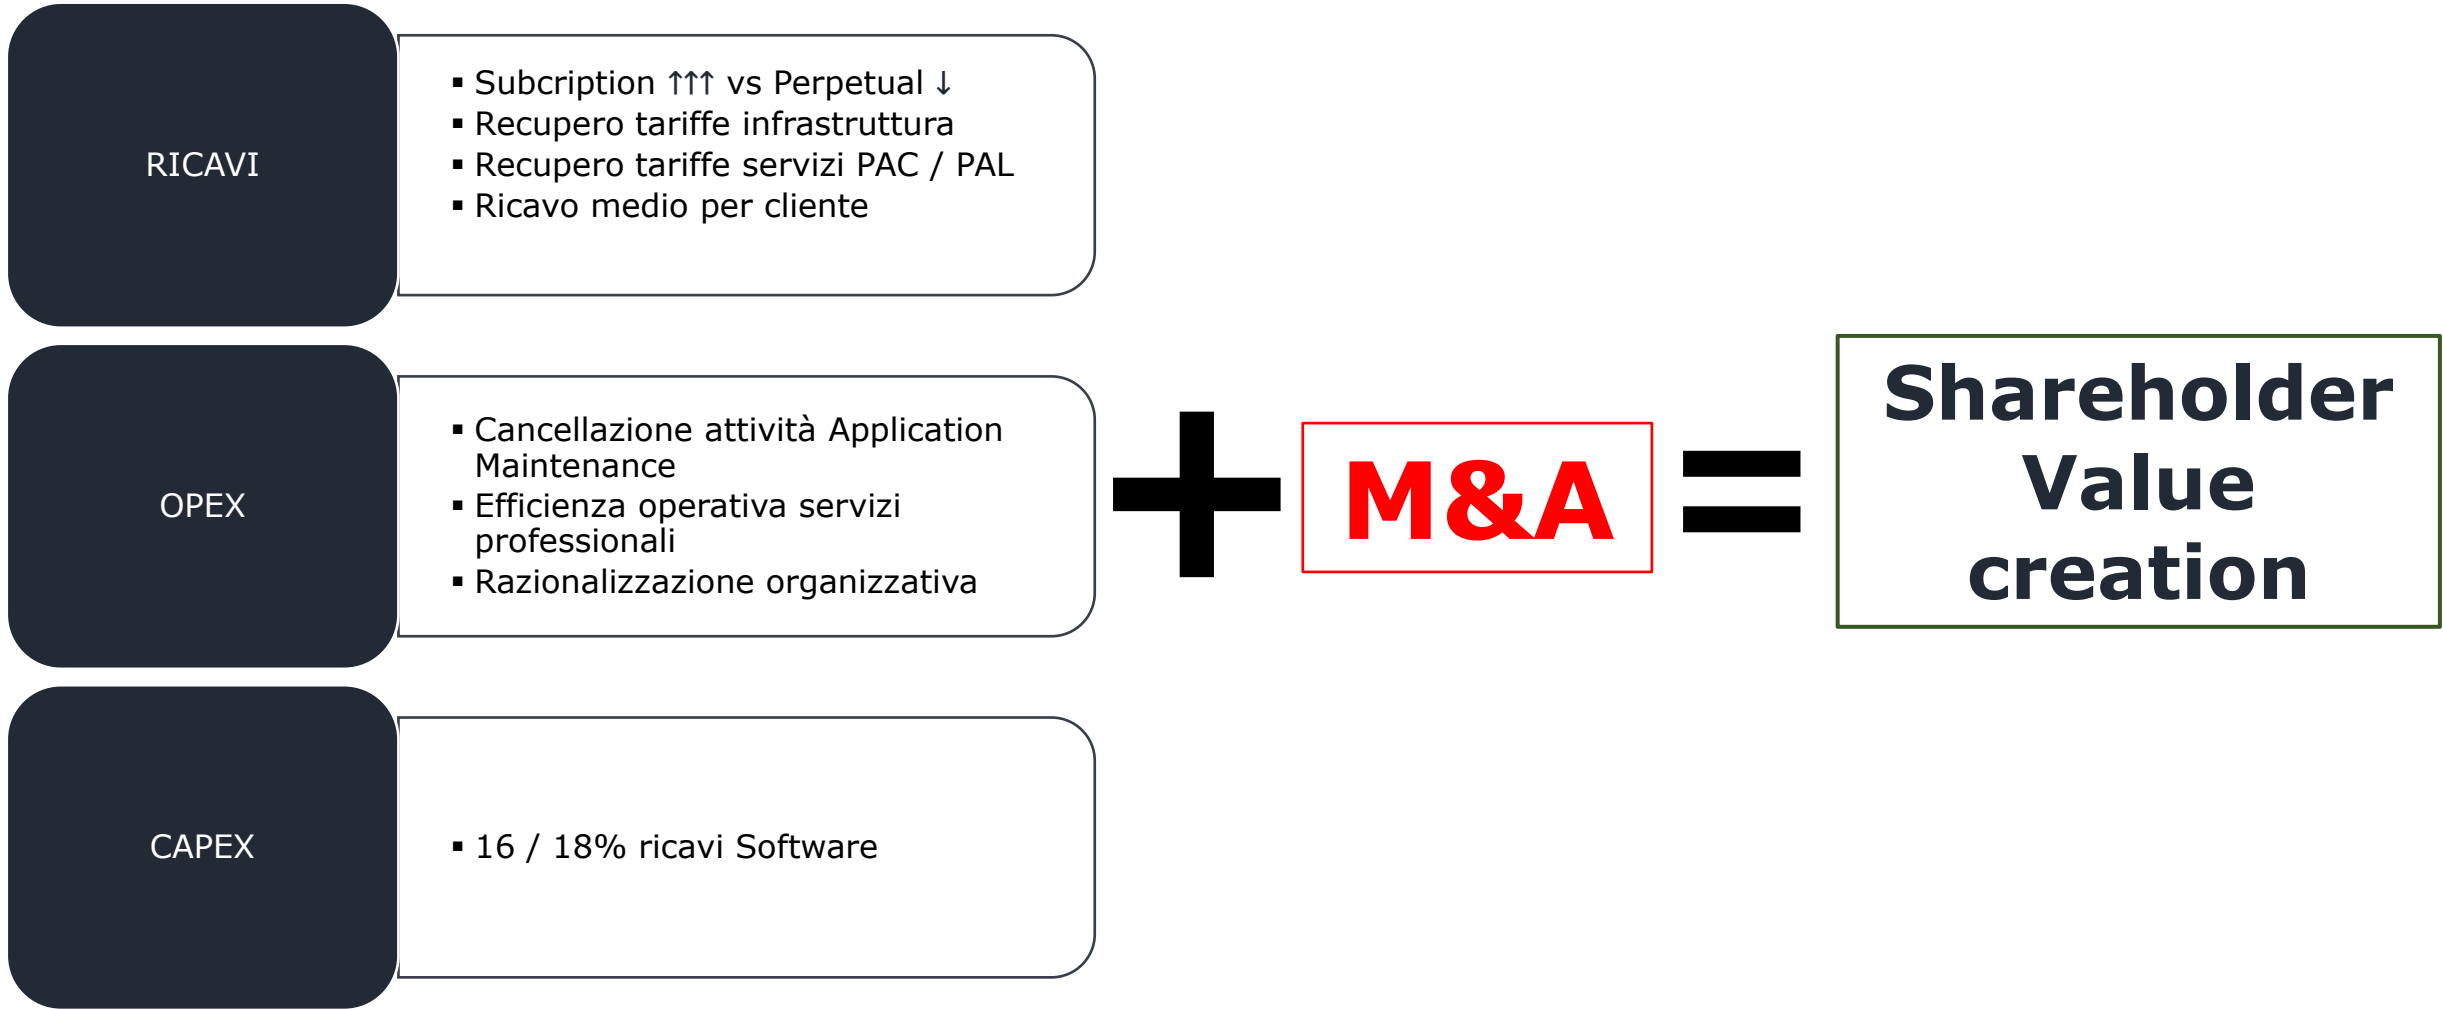 RICAVI
▪ Subcription ↑↑↑ vs Perpetual ↓
▪ Recupero tariffe infrastruttura
▪ Recupero tariffe servizi PAC / PAL
▪ Ricavo medio per cliente
OPEX
▪ Cancellazione attività Application
Maintenance
▪ Efficienza operativa servizi
professionali
▪ Razionalizzazione organizzativa
CAPEX
▪ 16 / 18% ricavi Software
+
M&A
=
Shareholder
Value
creation